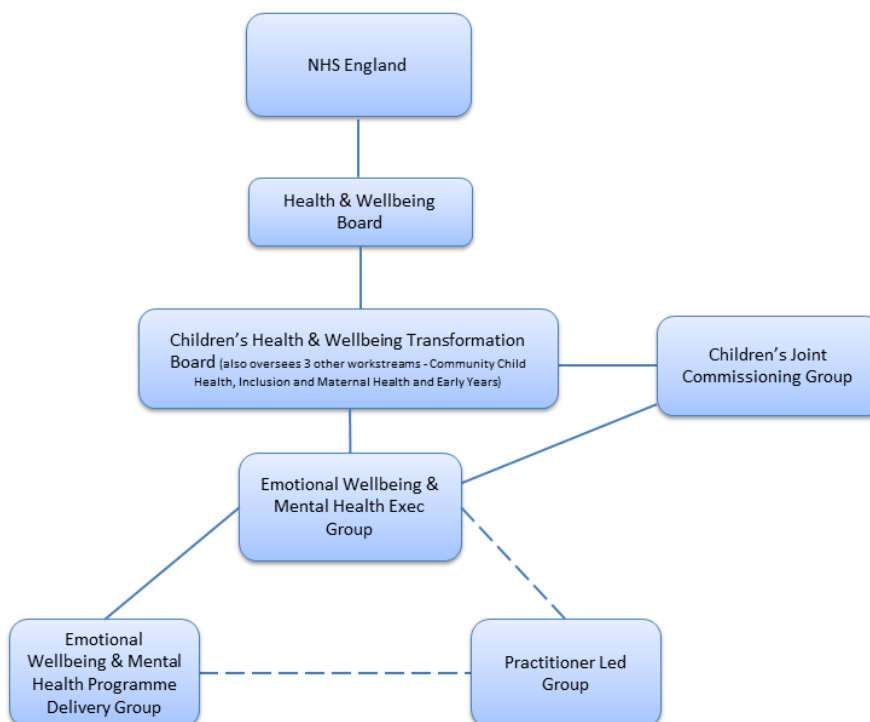 NHS England
Health & Wellbeing
Board
Children’s Health & Wellbeing Transformation
Board (also oversees 3 other workstreams - Community Child
Health, Inclusion and Maternal Health and Early Years)
Children’s Joint
Commissioning Group
Emotional Wellbeing &
Mental Health Exec
Group
Emotional
Wellbeing & Mental
Health Programme
Delivery Group
Practitioner Led
Group